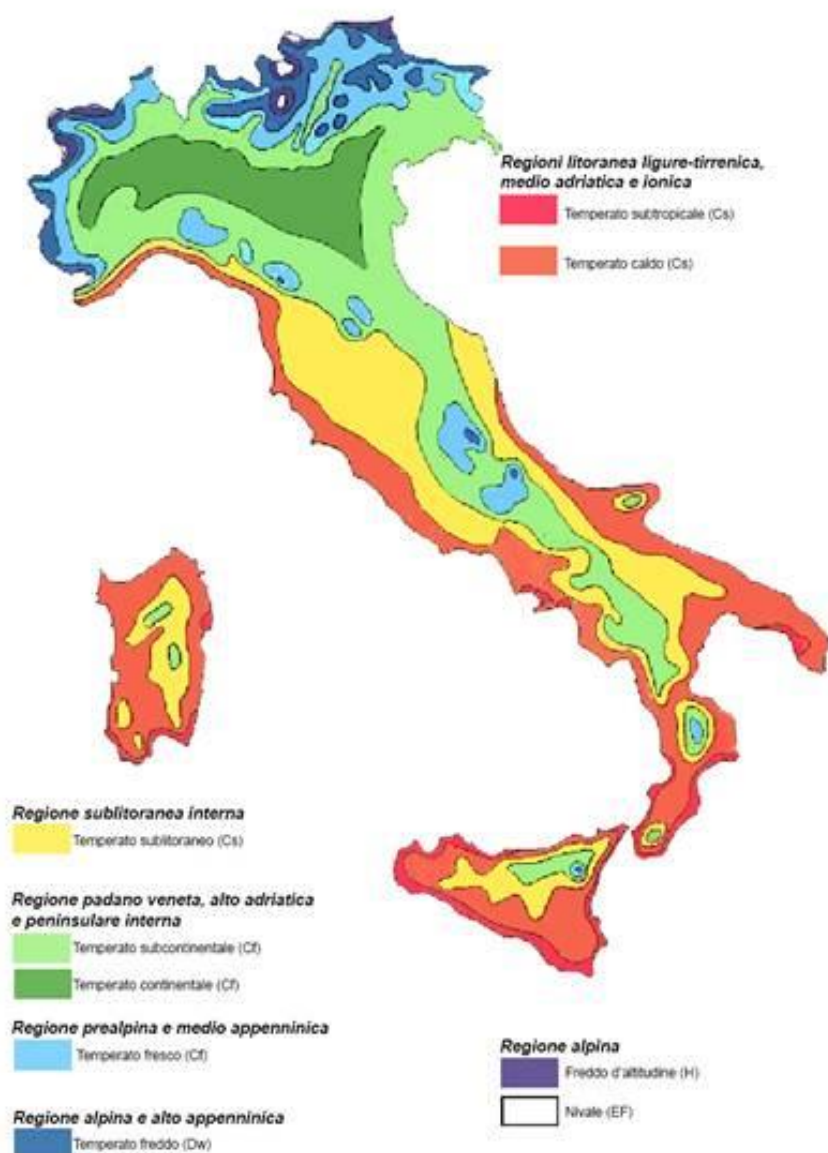 Regioni litoranea ligure-tirrenica,
medio adriatica e ionica
Temperato subtropicale (Cs)
Temperato caldo (Cs)
Regione sublitoranea interna
Temperato sublitoraneo (Cs)
Regione padano veneta, alto adriatica
e peninsulare interna
Temperato subcontinentale (Cf)
Temperato continentale (Cf)
Regione prealpina e medio appenninica
Temperato fresco (Cf)
Regione alpina e alto appenninica
Temperato freddo (Dw)
Regione alpina
Freddo d'altitudine (H)
Nivale (EF)